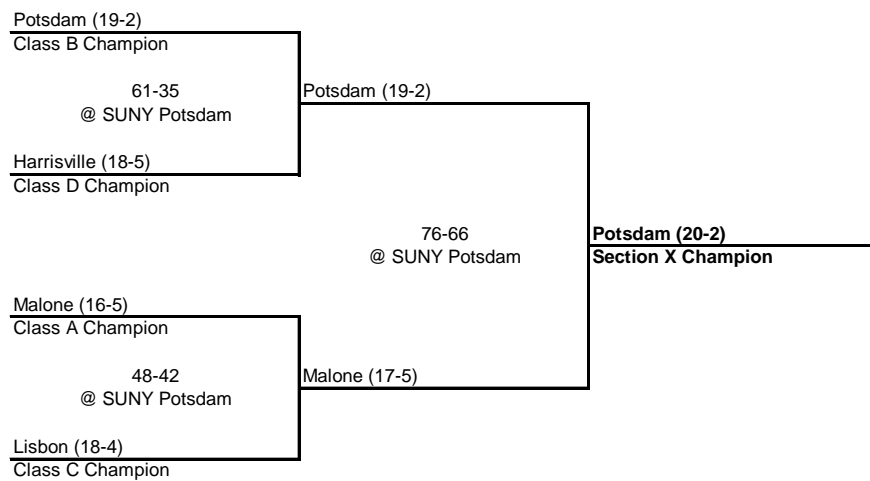 Potsdam (19-2)
Class B Champion
61-35
@ SUNY Potsdam
Potsdam (19-2)
Harrisville (18-5)
Class D Champion
76-66
@ SUNY Potsdam
Potsdam (20-2)
Section X Champion
Malone (16-5)
Class A Champion
48-42
@ SUNY Potsdam
Malone (17-5)
Lisbon (18-4)
Class C Champion